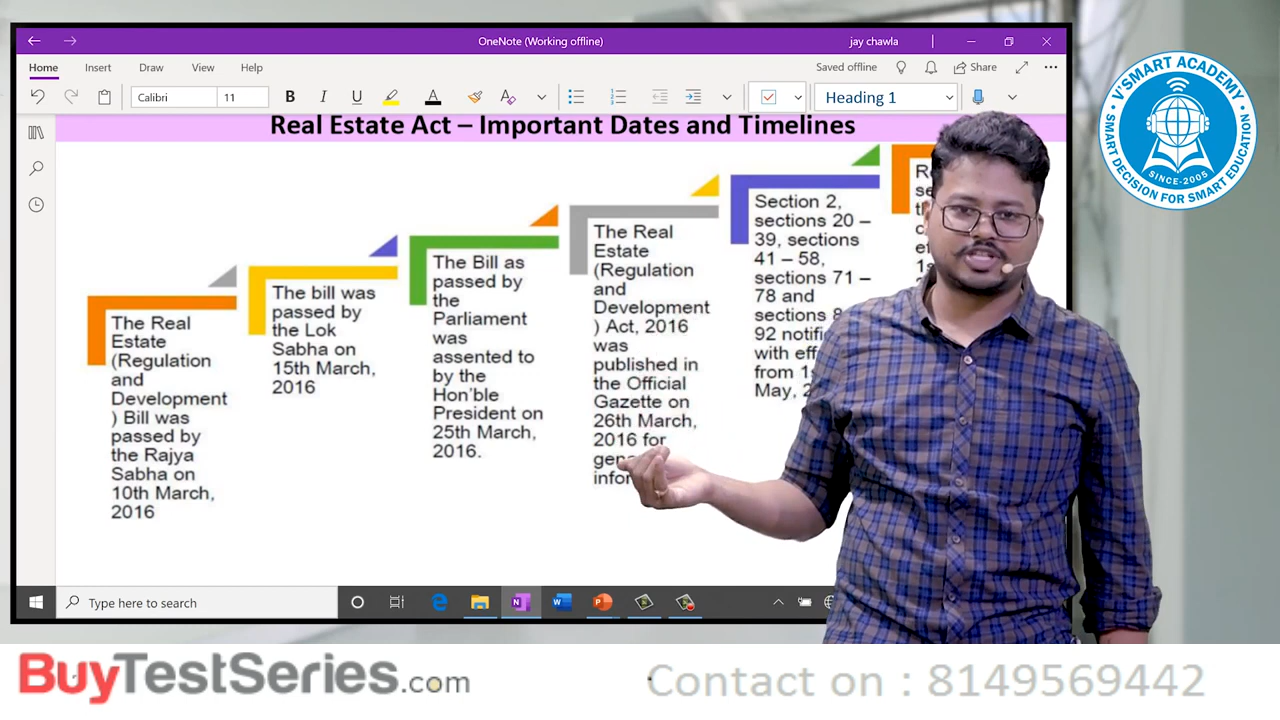 OneNote (Working offline)
jay chawla
Home Insert Draw View Help
Saved offline
Share
Calibri
11
B I U
Heading 1
Real Estate Act – Important Dates and Timelines
The Real
Estate
(Regulation
and
Development
) Bill was
passed by
the Rajya
Sabha on
10th March,
2016
The bill was
passed by
the Lok
Sabha on
15th March,
2016
The Bill as
passed by
the
Parliament
was
assented to
by the
Hon'ble
President on
25th March,
2016.
The Real
Estate
(Regulation
and
Development
) Act, 2016
was
published in
the Official
Gazette on
26th March,
2016 for
Section 2,
sections 20 –
39, sections
41 – 58,
sections 71 –
78 and
sections
92
with
from
May,
V'SMART ACADEMY
SMART DECISION FOR SMART EDUCATION
SINCE-2005
Type here to search
BuyTestSeries.com
Contact on : 8149569442